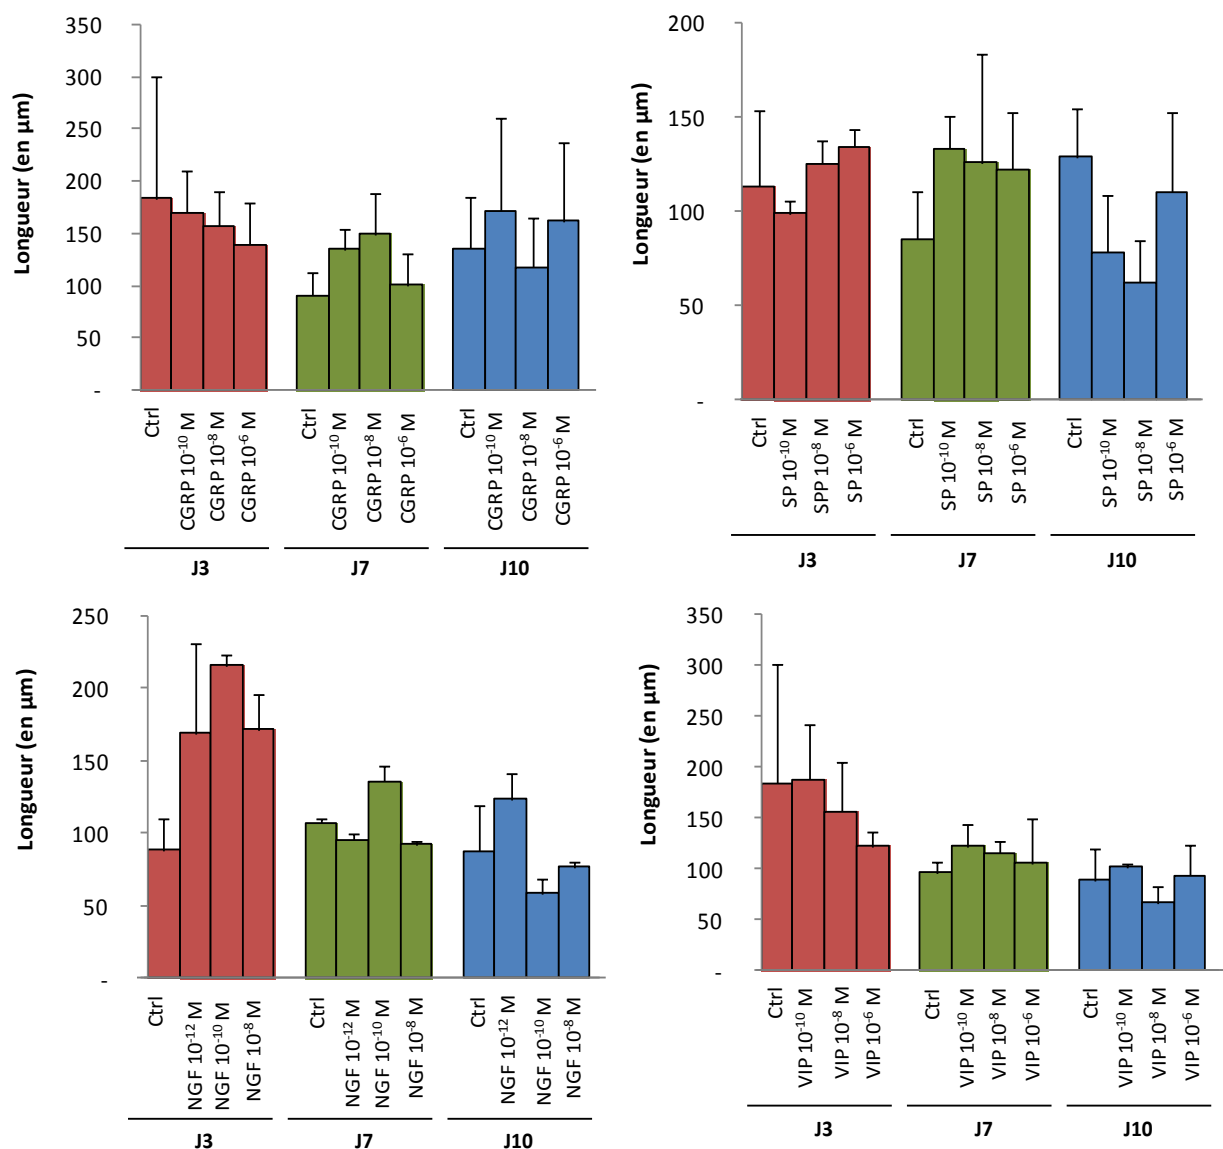 Longueur (en µm)
350
300
250
200
150
100
50
-
Ctrl
CGRP 10⁻¹⁰ M
CGRP 10⁻⁸ M
CGRP 10⁻⁶ M
Ctrl
CGRP 10⁻¹⁰ M
CGRP 10⁻⁸ M
CGRP 10⁻⁶ M
Ctrl
CGRP 10⁻¹⁰ M
CGRP 10⁻⁸ M
CGRP 10⁻⁶ M
J3
J7
J10
Longueur (en µm)
200
150
100
50
-
Ctrl
SP 10⁻¹⁰ M
SPP 10⁻⁸ M
SP 10⁻⁶ M
Ctrl
SP 10⁻¹⁰ M
SP 10⁻⁸ M
SP 10⁻⁶ M
Ctrl
SP 10⁻¹⁰ M
SP 10⁻⁸ M
SP 10⁻⁶ M
J3
J7
J10
Longueur (en µm)
250
200
150
100
50
-
Ctrl
NGF 10⁻¹² M
NGF 10⁻¹⁰ M
NGF 10⁻⁸ M
Ctrl
NGF 10⁻¹² M
NGF 10⁻¹⁰ M
NGF 10⁻⁸ M
Ctrl
NGF 10⁻¹² M
NGF 10⁻¹⁰ M
NGF 10⁻⁸ M
J3
J7
J10
Longueur (en µm)
350
300
250
200
150
100
50
-
Ctrl
VIP 10⁻¹⁰ M
VIP 10⁻⁸ M
VIP 10⁻⁶ M
Ctrl
VIP 10⁻¹⁰ M
VIP 10⁻⁸ M
VIP 10⁻⁶ M
Ctrl
VIP 10⁻¹⁰ M
VIP 10⁻⁸ M
VIP 10⁻⁶ M
J3
J7
J10